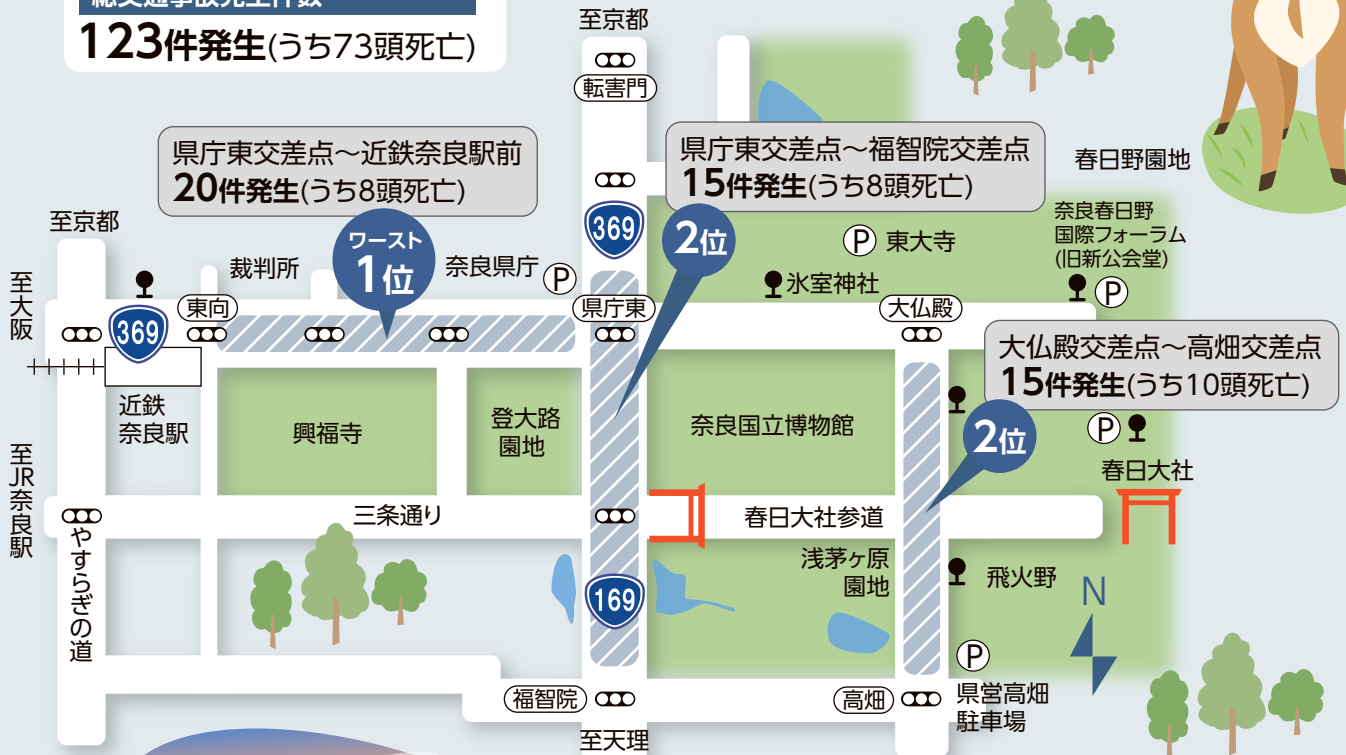 総交通事故発生件数
123件発生(うち73頭死亡)
至京都
転害門
県庁東交差点～近鉄奈良駅前
20件発生(うち8頭死亡)
県庁東交差点～福智院交差点
15件発生(うち8頭死亡)
春日野園地
至京都
ワースト
1位
369
2位
P 東大寺
奈良春日野
国際フォーラム
(旧新公会堂)
P
裁判所
奈良県庁
P
氷室神社
至大阪
369
東向
県庁東
大仏殿
大仏殿交差点～高畑交差点
15件発生(うち10頭死亡)
近鉄
奈良駅
興福寺
登大路
園地
奈良国立博物館
2位
P
春日大社
至JR奈良駅
三条通り
春日大社参道
やすらぎの道
浅茅ヶ原
園地
飛火野
N
169
P
県営高畑
駐車場
福智院
高畑
至天理